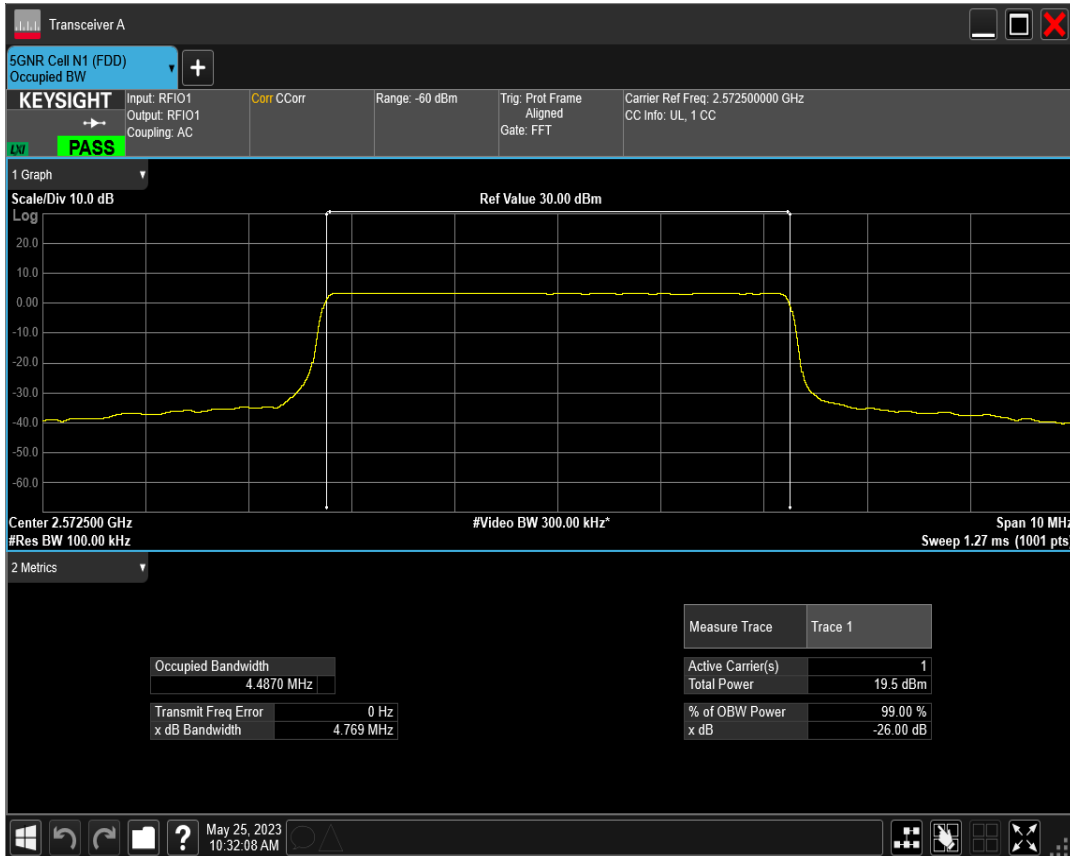 Transceiver A
5GNR Cell N1 (FDD)
Occupied BW
+
KEYSIGHT
LXI
PASS
Input: RFIO1
Output: RFIO1
Coupling: AC
Corr CCorr
Range: -60 dBm
Trig: Prot Frame
Aligned
Gate: FFT
Carrier Ref Freq: 2.572500000 GHz
CC Info: UL, 1 CC
1 Graph
Scale/Div 10.0 dB
Ref Value 30.00 dBm
Log
20.0
10.0
0.00
-10.0
-20.0
-30.0
-40.0
-50.0
-60.0
Center 2.572500 GHz
#Video BW 300.00 kHz*
Span 10 MHz
#Res BW 100.00 kHz
Sweep 1.27 ms (1001 pts)
2 Metrics
Measure Trace Trace 1
Occupied Bandwidth
4.4870 MHz
Active Carrier(s) 1
Total Power 19.5 dBm
Transmit Freq Error 0 Hz
x dB Bandwidth 4.769 MHz
% of OBW Power 99.00 %
x dB -26.00 dB
?
May 25, 2023
10:32:08 AM